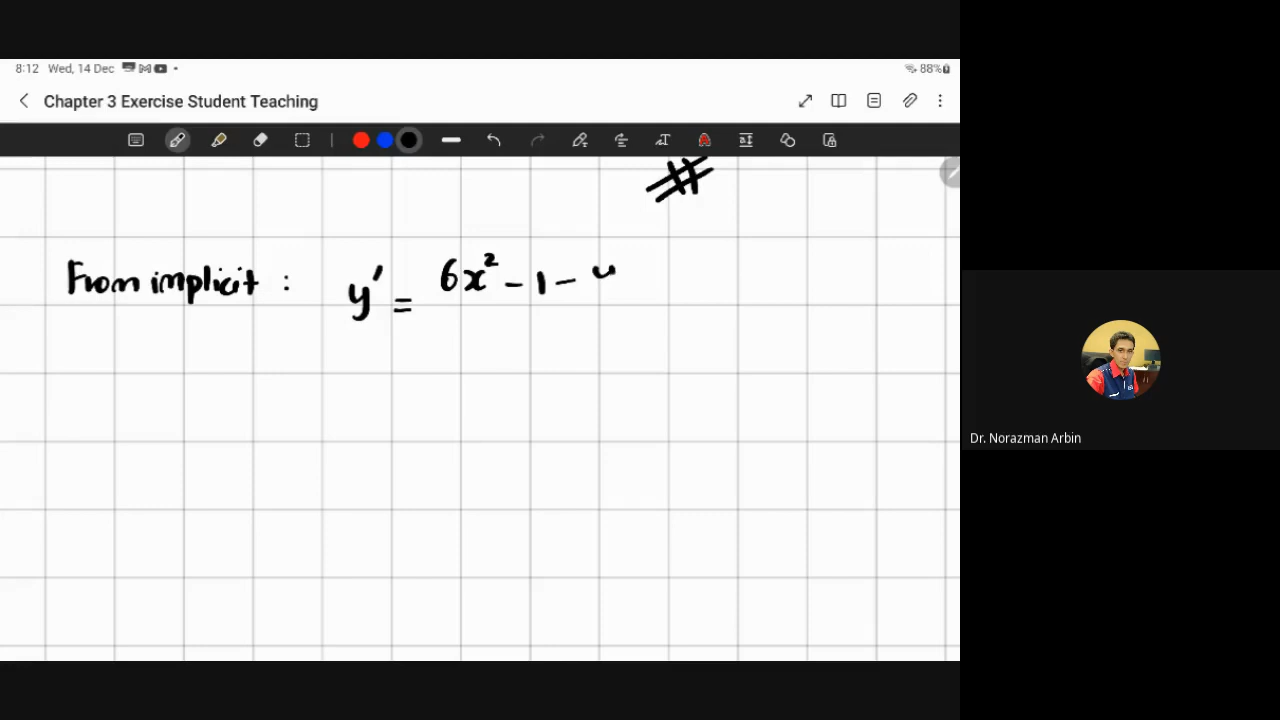 8:12 Wed, 14 Dec 88%
Chapter 3 Exercise Student Teaching
#
From implicit : y' = 6x² - 1 -
Dr. Norazman Arbin